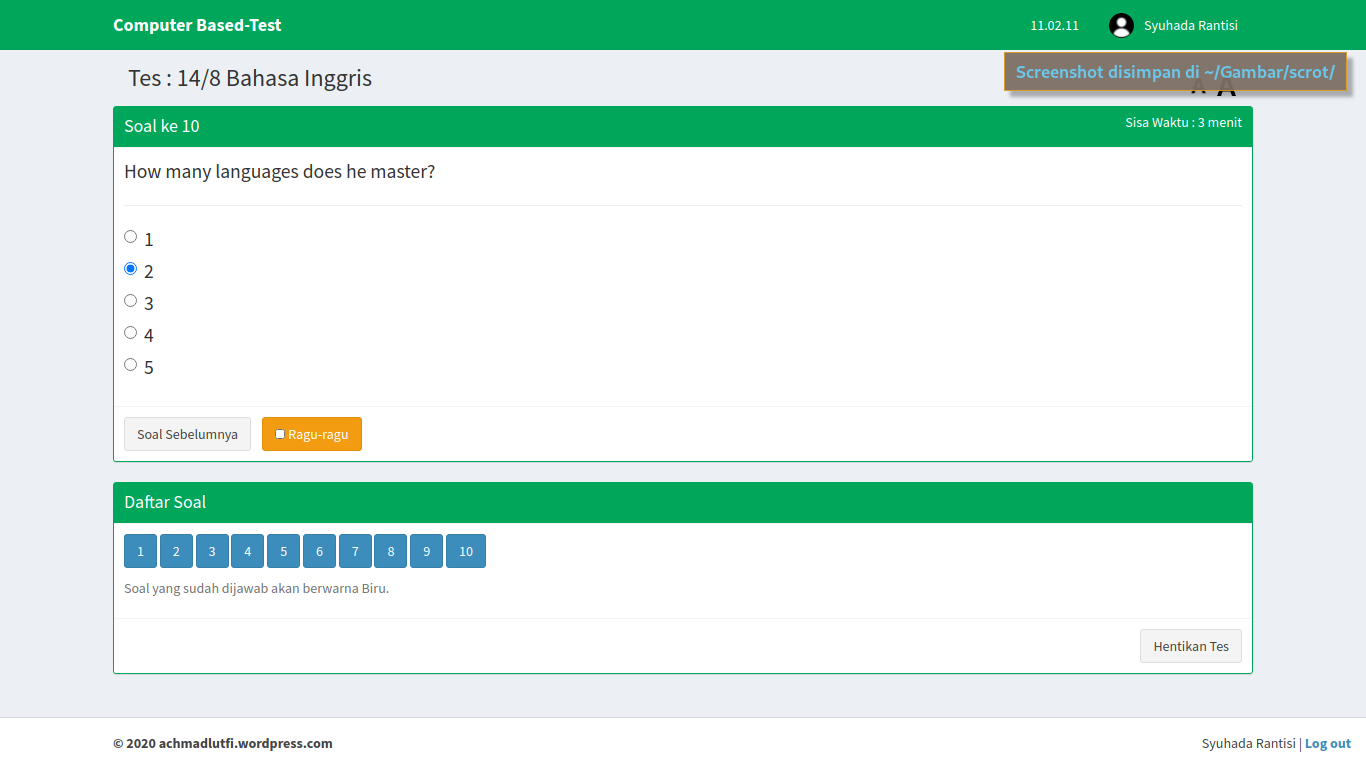 Computer Based-Test
11.02.11
Syuhada Rantisi
Tes : 14/8 Bahasa Inggris
Screenshot disimpan di ~/Gambar/scrot/
A A
Soal ke 10
Sisa Waktu : 3 menit
How many languages does he master?
1
2
3
4
5
Soal Sebelumnya
Ragu-ragu
Daftar Soal
1 2 3 4 5 6 7 8 9 10
Soal yang sudah dijawab akan berwarna Biru.
Hentikan Tes
© 2020 achmadlutfi.wordpress.com
Syuhada Rantisi | Log out